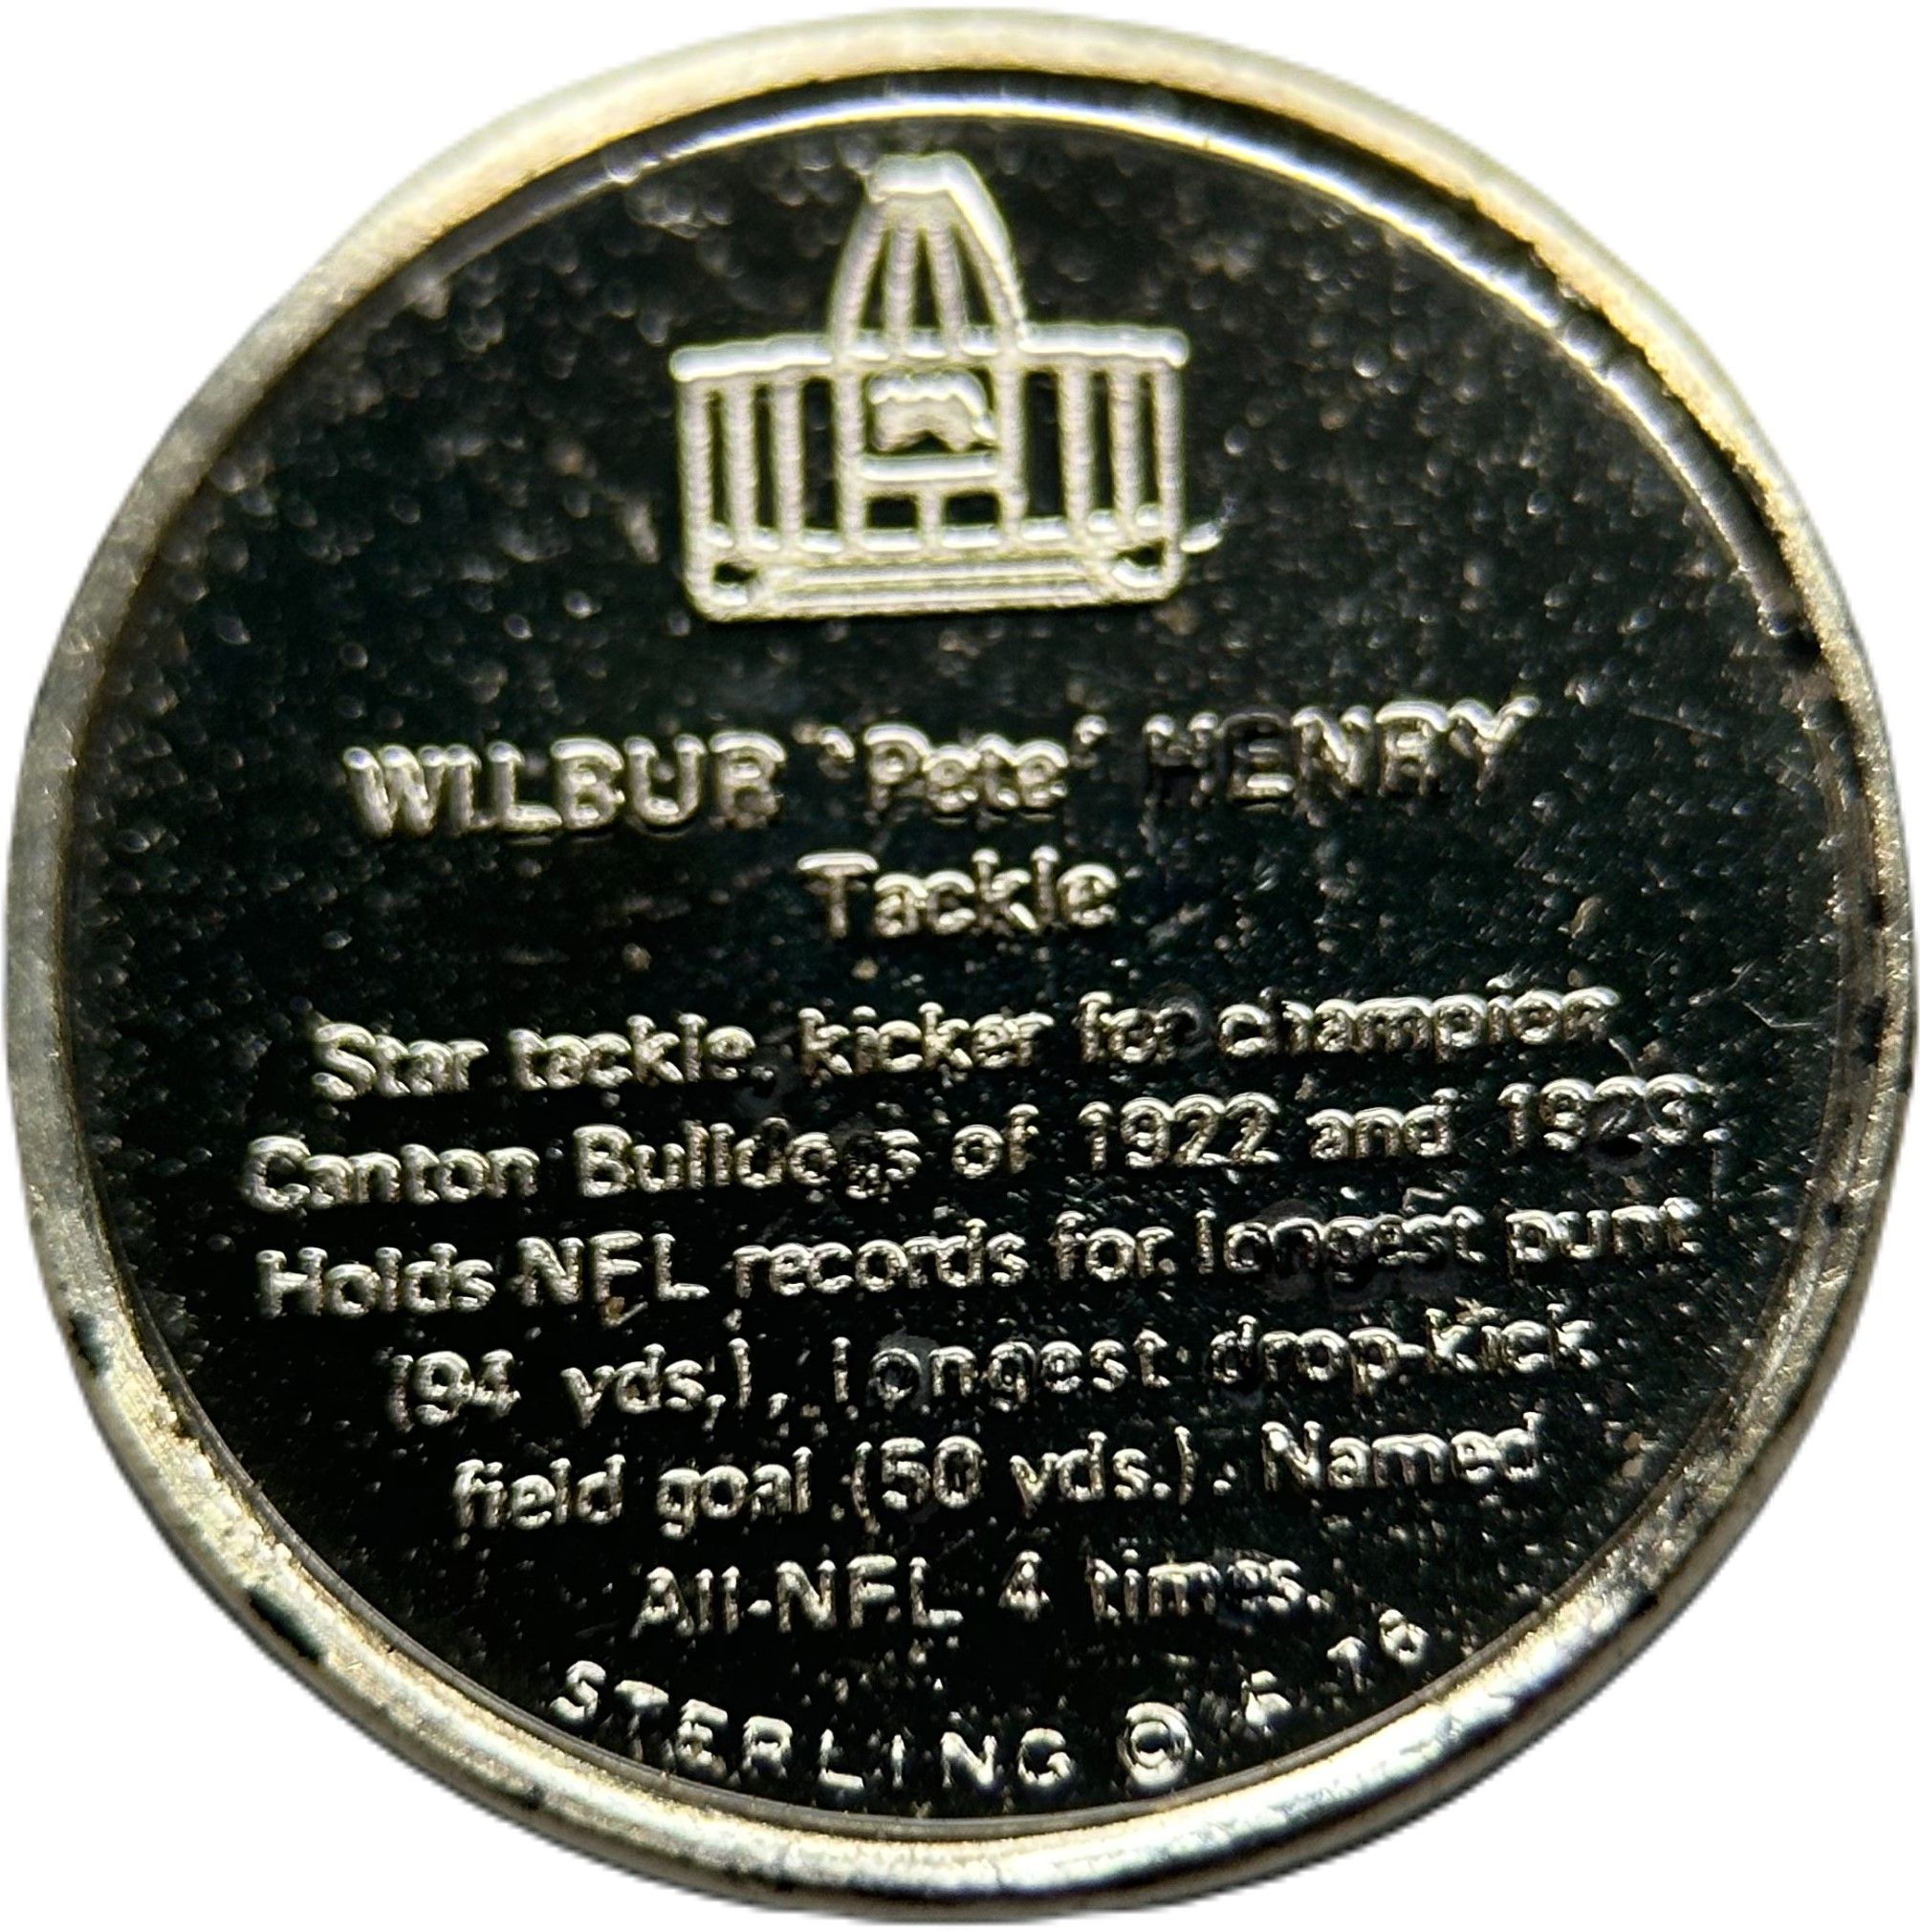 WILBUR "Pete" HENRY
Tackle
Star tackle, kicker for champion
Canton Bulldogs of 1922 and 1923.
Holds NFL records for longest punt
(94 yds.), longest drop-kick
field goal (50 yds.). Named
All-NFL 4 times.
STERLING ©